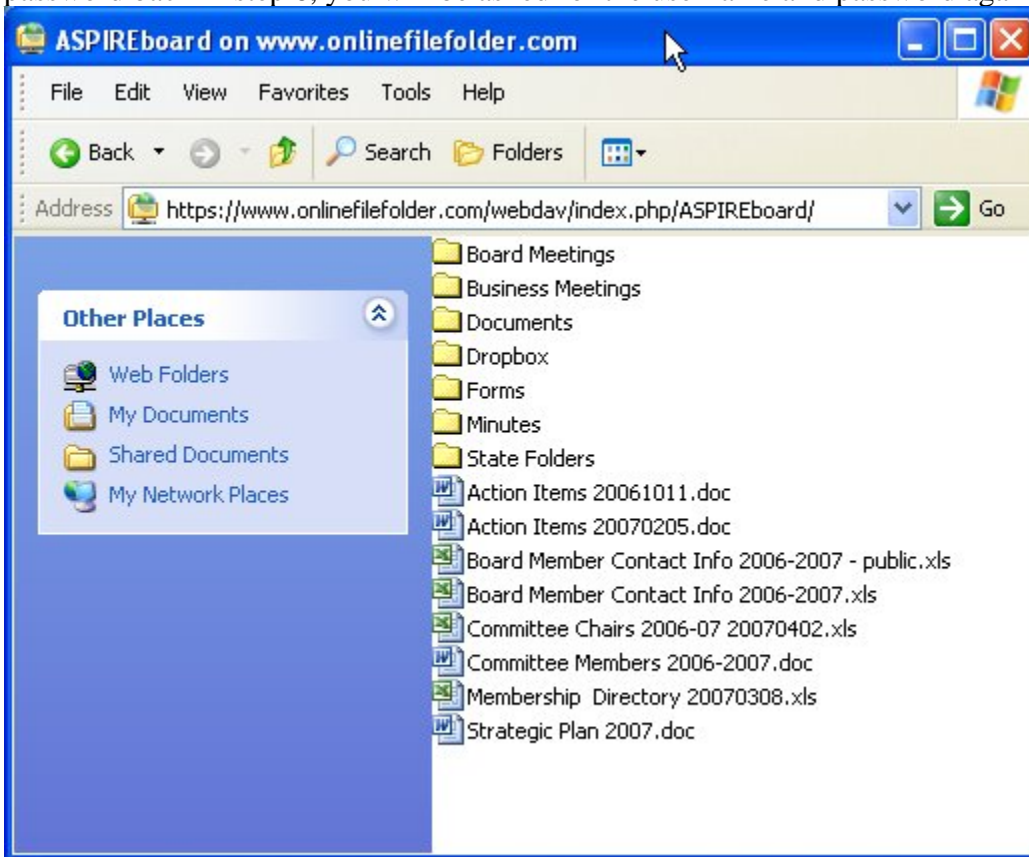 ASPIREboard on www.onlinefilefolder.com
File Edit View Favorites Tools Help
Back Search Folders
Address https://www.onlinefilefolder.com/webdav/index.php/ASPIREboard/ Go
Other Places
Web Folders
My Documents
Shared Documents
My Network Places
Board Meetings
Business Meetings
Documents
Dropbox
Forms
Minutes
State Folders
Action Items 20061011.doc
Action Items 20070205.doc
Board Member Contact Info 2006-2007 - public.xls
Board Member Contact Info 2006-2007.xls
Committee Chairs 2006-07 20070402.xls
Committee Members 2006-2007.doc
Membership  Directory 20070308.xls
Strategic Plan 2007.doc